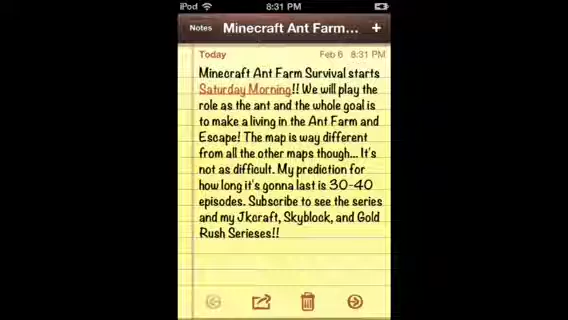 iPod 8:31 PM
Notes Minecraft Ant Farm... +
Today Feb 6 8:31 PM
Minecraft Ant Farm Survival starts
Saturday Morning!! We will play the
role as the ant and the whole goal is
to make a living in the Ant Farm and
Escape! The map is way different
from all the other maps though... It's
not as difficult. My prediction for
how long it's gonna last is 30-40
episodes. Subscribe to see the series
and my Jkcraft, Skyblock, and Gold
Rush Serieses!!